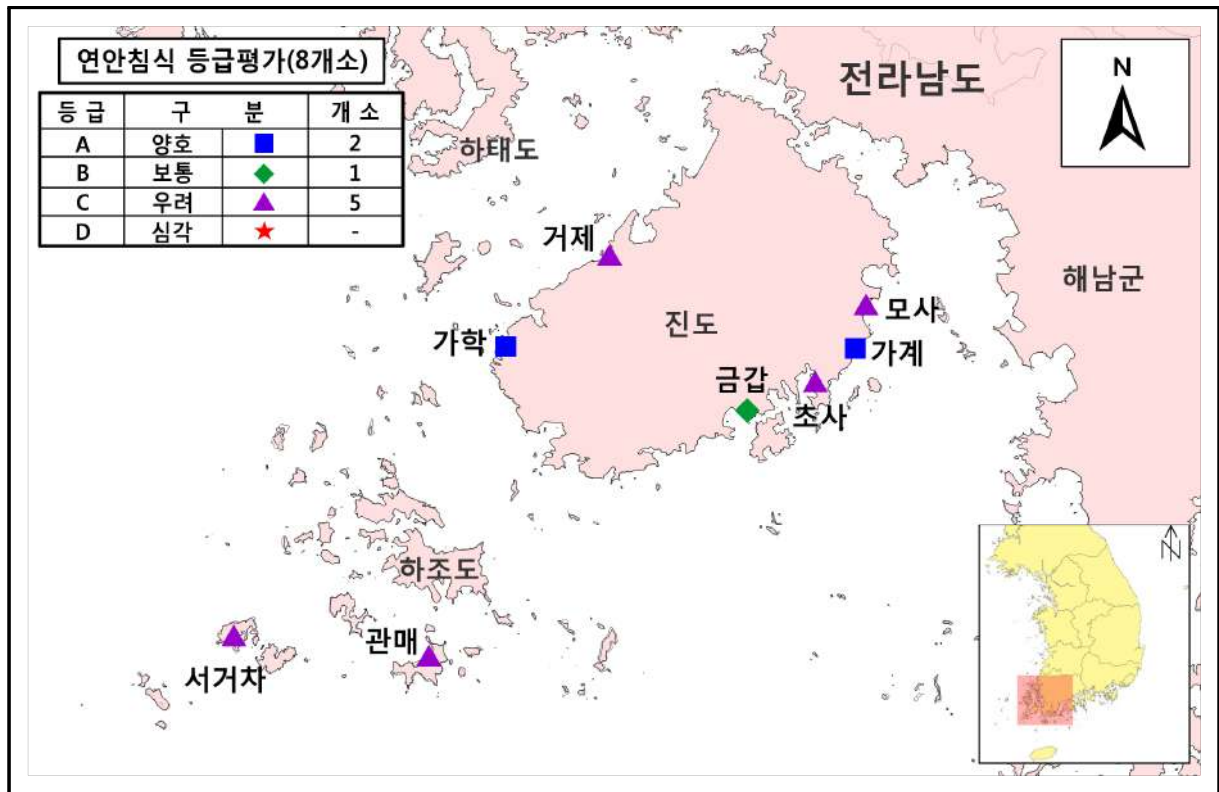 연안침식 등급평가(8개소)
등 급 구 분 개 소
A 양호 2
B 보통 1
C 우려 5
D 심각 -
전라남도
N
하태도
거제
해남군
모사
진도
가학
가계
금갑
초사
하조도
관매
서거차
N